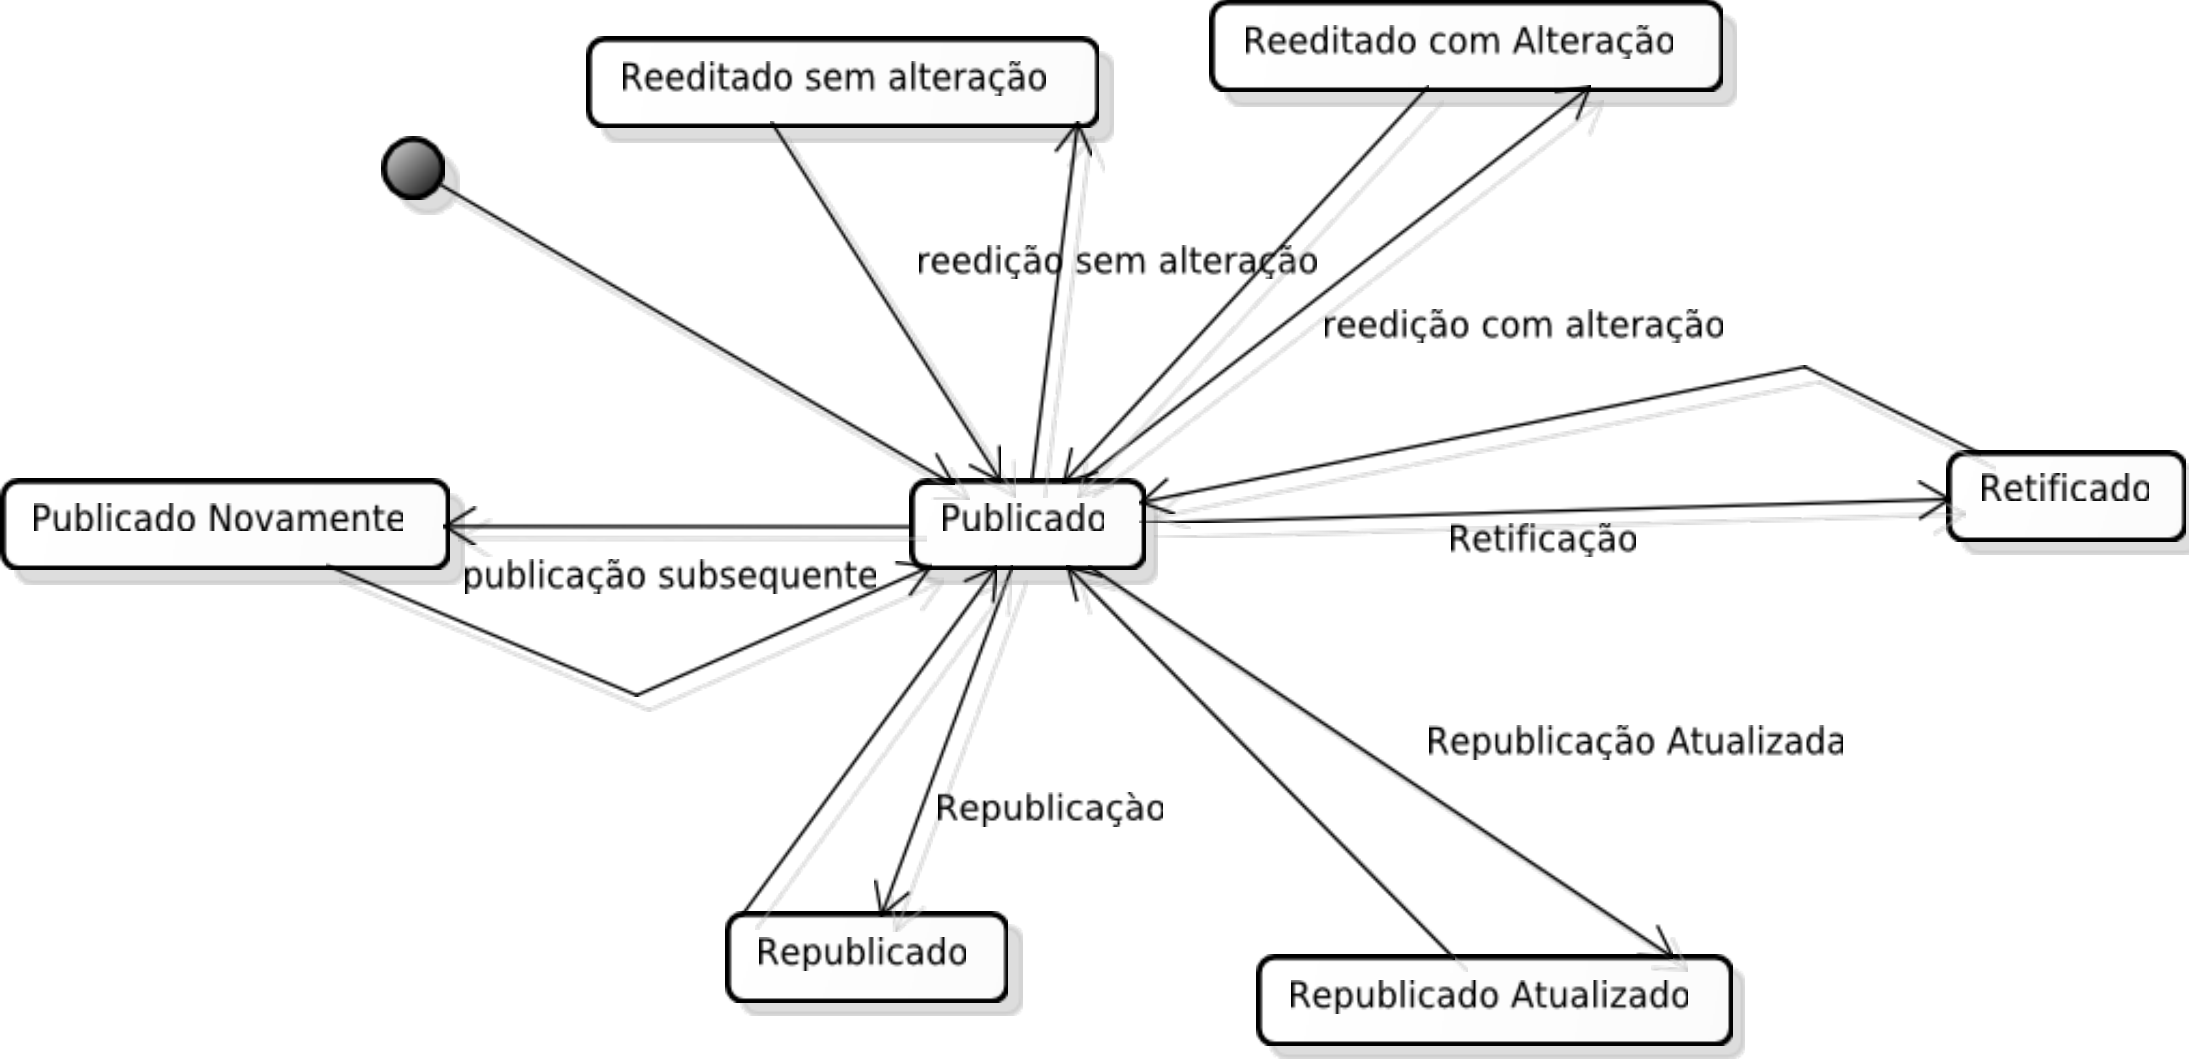 Reeditado com Alteração
Reeditado sem alteração
reedição sem alteração
reedição com alteração
Retificado
Publicado Novamente
Publicado
Retificação
publicação subsequente
Republicação Atualizada
Republicaçào
Republicado
Republicado Atualizado